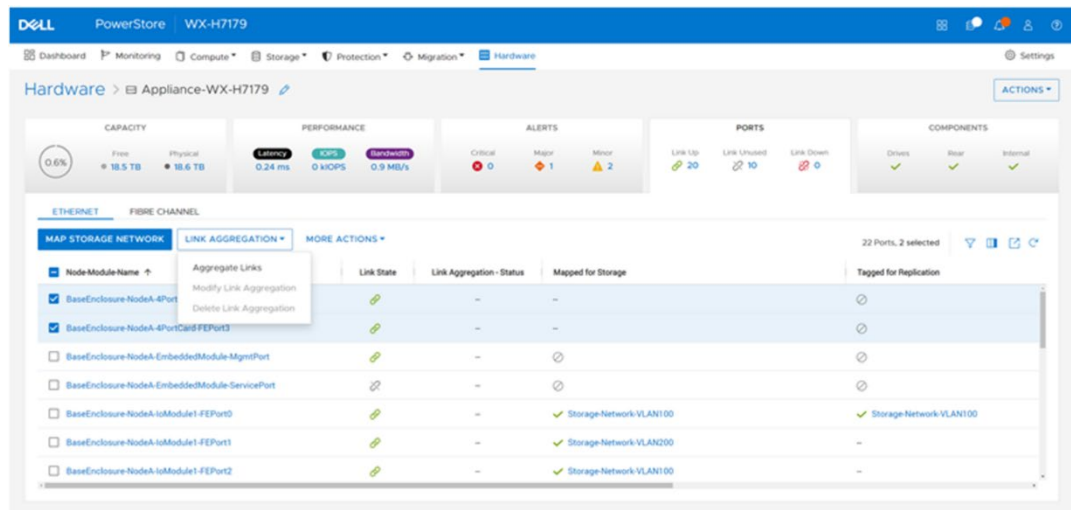 DELL PowerStore WX-H7179
Dashboard Monitoring Compute Storage Protection Migration Hardware Settings
Hardware > Appliance-WX-H7179 ACTIONS
CAPACITY PERFORMANCE ALERTS PORTS COMPONENTS
Free Physical Latency IOPS Bandwidth Critical Major Minor Link Up Link Unused Link Down Drives Rear Internal
0.6% 18.5 TB 18.6 TB 0.24 ms 0 kIOPS 0.9 MB/s 0 1 2 20 10 0
ETHERNET FIBRE CHANNEL
MAP STORAGE NETWORK LINK AGGREGATION MORE ACTIONS 22 Ports, 2 selected
Aggregate Links
Modify Link Aggregation
Delete Link Aggregation
Node-Module-Name Link State Link Aggregation - Status Mapped for Storage Tagged for Replication
BaseEnclosure-NodeA-4Port -- --
BaseEnclosure-NodeA-4PortCard-FEPort3 -- --
BaseEnclosure-NodeA-EmbeddedModule-MgmtPort --
BaseEnclosure-NodeA-EmbeddedModule-ServicePort --
BaseEnclosure-NodeA-IoModule1-FEPort0 -- Storage-Network-VLAN100 Storage-Network-VLAN100
BaseEnclosure-NodeA-IoModule1-FEPort1 -- Storage-Network-VLAN200 --
BaseEnclosure-NodeA-IoModule1-FEPort2 -- Storage-Network-VLAN100 --